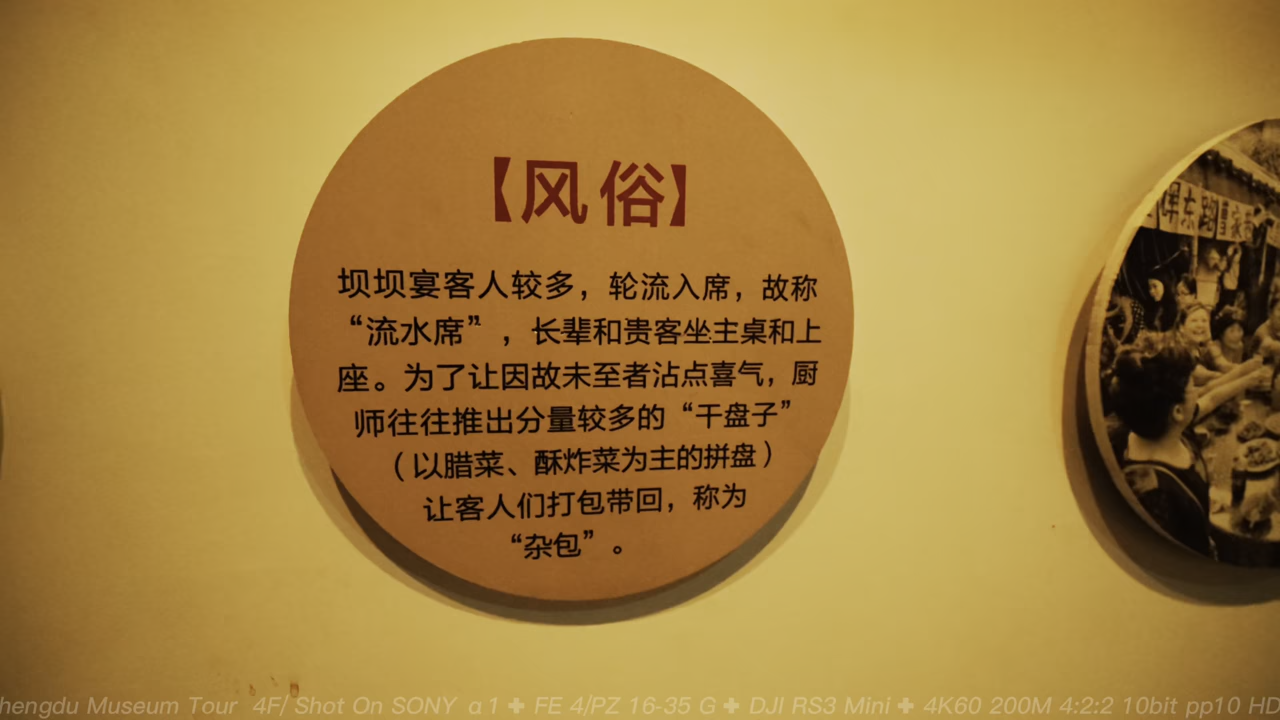 【风俗】
坝坝宴客人较多，轮流入席，故称
“流水席”，长辈和贵客坐主桌和上
座。为了让因故未至者沾点喜气，厨
师往往推出分量较多的“干盘子”
（以腊菜、酥炸菜为主的拼盘）
让客人们打包带回，称为
“杂包”。
hengdu Museum Tour 4F/ Shot On SONY α1 ✚ FE 4/PZ 16-35 G ✚ DJI RS3 Mini ✚ 4K60 200M 4:2:2 10bit pp10 HD